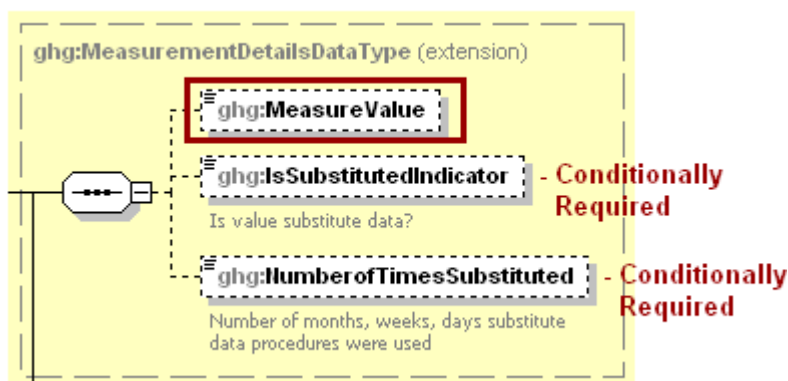 ghg:MeasurementDetailsDataType (extension)
ghg:MeasureValue
ghg:IsSubstitutedIndicator
- Conditionally
Required
Is value substitute data?
ghg:NumberofTimesSubstituted
- Conditionally
Required
Number of months, weeks, days substitute
data procedures were used